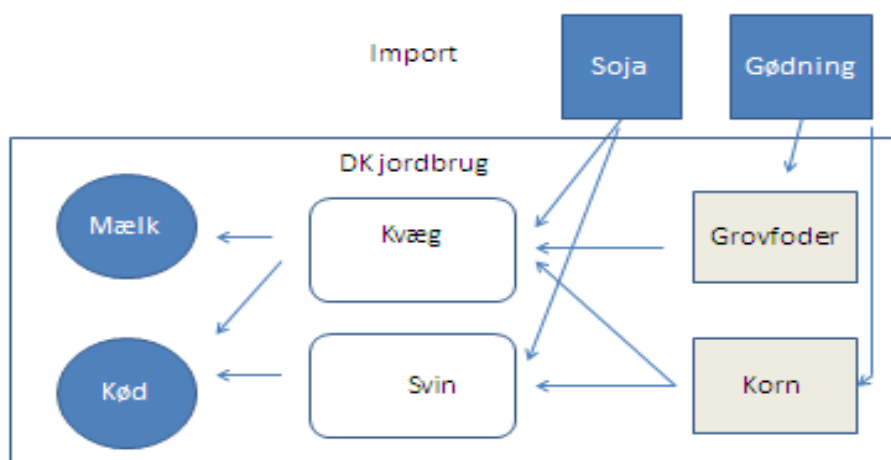 Import
Soja
Gødning
DK jordbrug
Mælk
Kvæg
Grovfoder
Kød
Svin
Korn